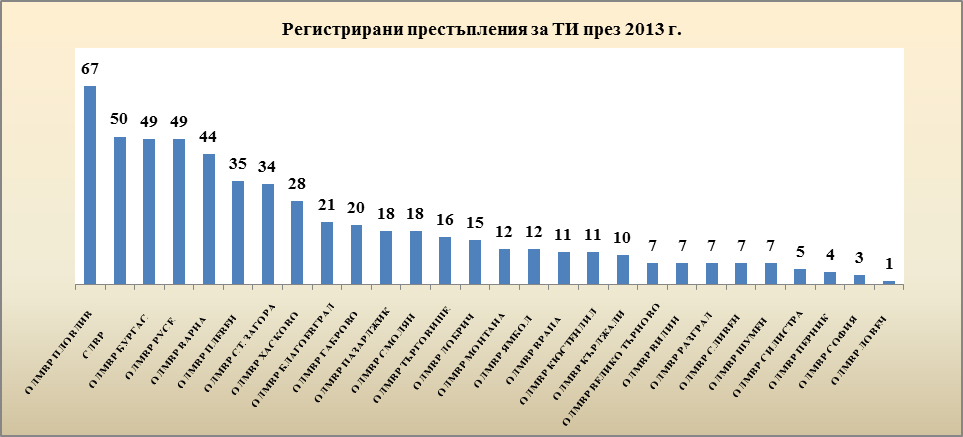 Регистрирани престъпления за ТИ през 2013 г.
67
50
49
49
44
35
34
28
21
20
18
18
16
15
12
12
11
11
10
7
7
7
7
7
5
4
3
1
ОДМВР ПЛОВДИВ
СДВР
ОДМВР БУРГАС
ОДМВР РУСЕ
ОДМВР ВАРНА
ОДМВР ПЛЕВЕН
ОДМВР СТ. ЗАГОРА
ОДМВР ХАСКОВО
ОДМВР БЛАГОЕВГРАД
ОДМВР ГАБРОВО
ОДМВР ПАЗАРДЖИК
ОДМВР СМОЛЯН
ОДМВР ТЪРГОВИЩЕ
ОДМВР ДОБРИЧ
ОДМВР МОНТАНА
ОДМВР ЯМБОЛ
ОДМВР ВРАЦА
ОДМВР КЮСТЕНДИЛ
ОДМВР КЪРДЖАЛИ
ОДМВР ВЕЛИКО ТЪРНОВО
ОДМВР ВИДИН
ОДМВР РАЗГРАД
ОДМВР СЛИВЕН
ОДМВР ШУМЕН
ОДМВР СИЛИСТРА
ОДМВР ПЕРНИК
ОДМВР СОФИЯ
ОДМВР ЛОВЕЧ